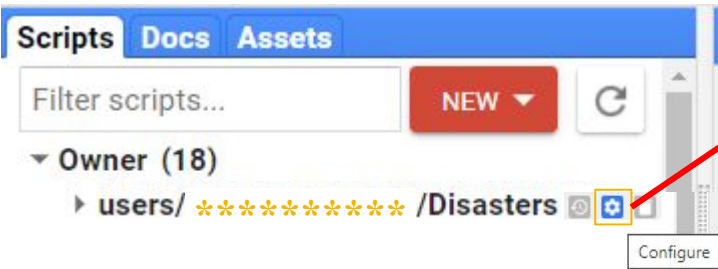 Scripts Docs Assets
Filter scripts... NEW
Owner (18)
users/ ********** /Disasters
Configure